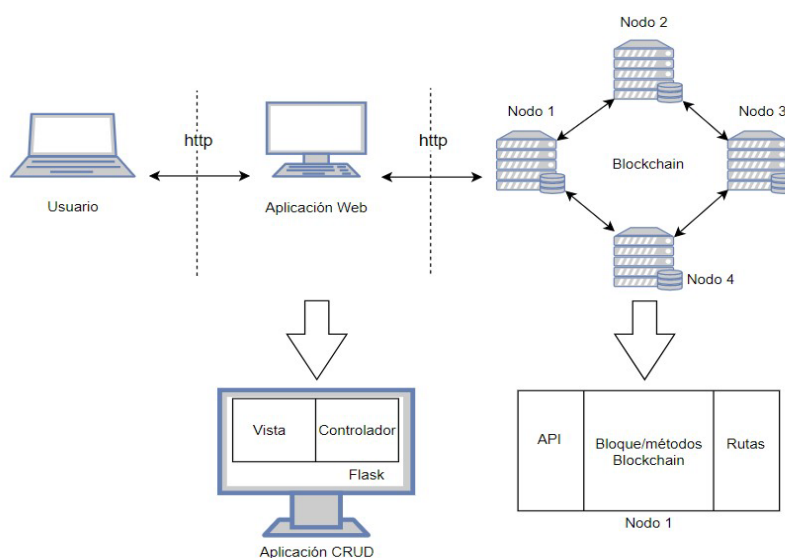 Nodo 2
Nodo 1
Nodo 3
http
http
Blockchain
Usuario
Aplicación Web
Nodo 4
Vista
Controlador
Flask
Aplicación CRUD
API
Bloque/métodos
Blockchain
Rutas
Nodo 1